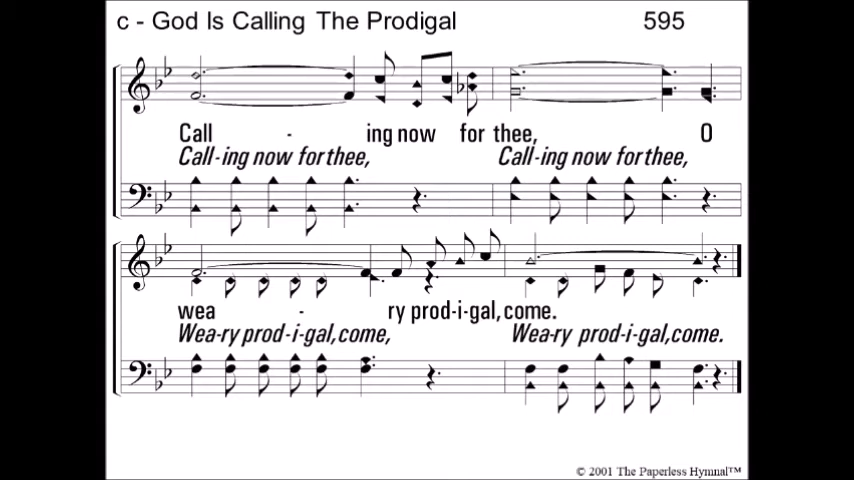 c - God Is Calling The Prodigal 595
Call - ing now for thee, O
Call-ing now for thee, Call-ing now for thee,
wea - ry prod-i-gal, come.
Wea-ry prod-i-gal, come, Wea-ry prod-i-gal, come.
© 2001 The Paperless Hymnal™